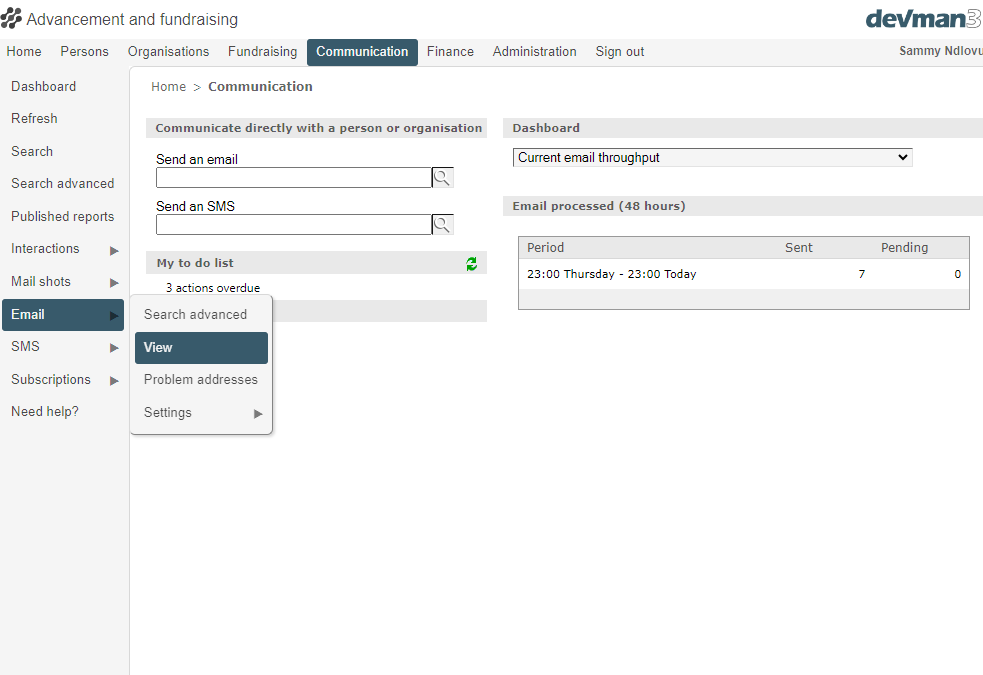 Advancement and fundraising
devman3
Home Persons Organisations Fundraising Communication Finance Administration Sign out Sammy Ndlovu
Dashboard
Refresh
Search
Search advanced
Published reports
Interactions
Mail shots
Email
SMS
Subscriptions
Need help?
Search advanced
View
Problem addresses
Settings
Home > Communication
Communicate directly with a person or organisation
Send an email
Send an SMS
My to do list
3 actions overdue
Dashboard
Current email throughput
Email processed (48 hours)
Period Sent Pending
23:00 Thursday - 23:00 Today 7 0